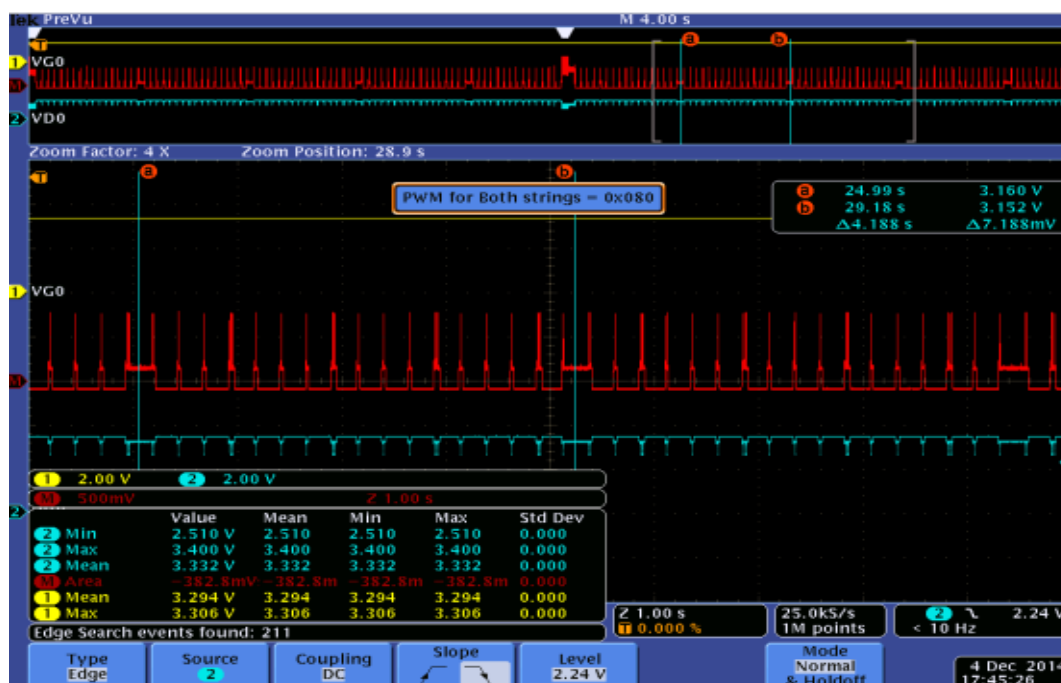 Tek PreVu M 4.00 s
T
a b
1 VG0
M
2 VD0
Zoom Factor: 4 X Zoom Position: 28.9 s
a b
T
PWM for Both strings = 0x080
a 24.99 s 3.160 V
b 29.18 s 3.152 V
Δ4.188 s Δ7.188mV
1 VG0
M
1 2.00 V 2 2.00 V
M 500mV Z 1.00 s
2
Value Mean Min Max Std Dev
2 Min 2.510 V 2.510 2.510 2.510 0.000
2 Max 3.400 V 3.400 3.400 3.400 0.000
2 Mean 3.332 V 3.332 3.332 3.332 0.000
M Area -382.8mV -382.8m -382.8m -382.8m 0.000
1 Mean 3.294 V 3.294 3.294 3.294 0.000
1 Max 3.306 V 3.306 3.306 3.306 0.000
Z 1.00 s 25.0kS/s 2 2.24 V
T 0.000 % 1M points < 10 Hz
Edge Search events found: 211
Type Source Coupling Slope Level Mode
Edge 2 DC 2.24 V Normal
& Holdoff
4 Dec 2014
17:45:26